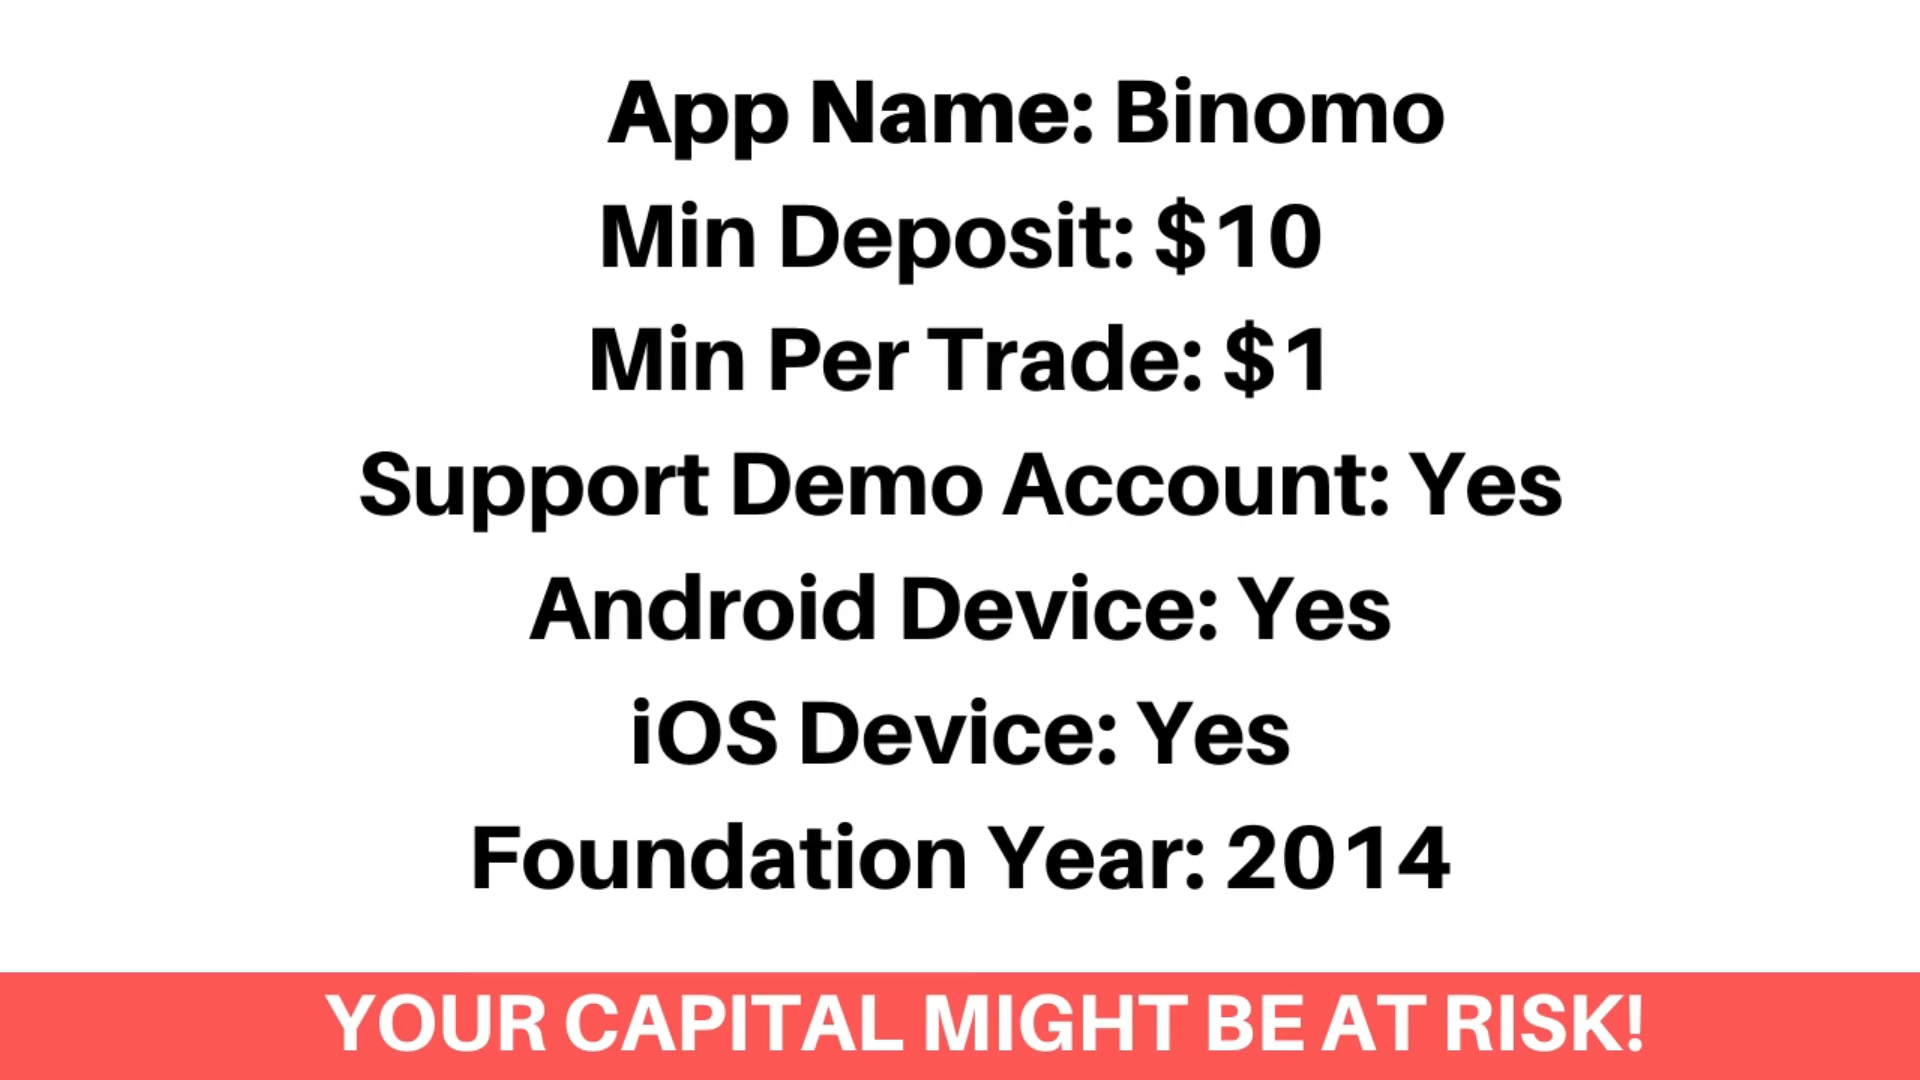 App Name: Binomo
Min Deposit: $10
Min Per Trade: $1
Support Demo Account: Yes
Android Device: Yes
iOS Device: Yes
Foundation Year: 2014
YOUR CAPITAL MIGHT BE AT RISK!